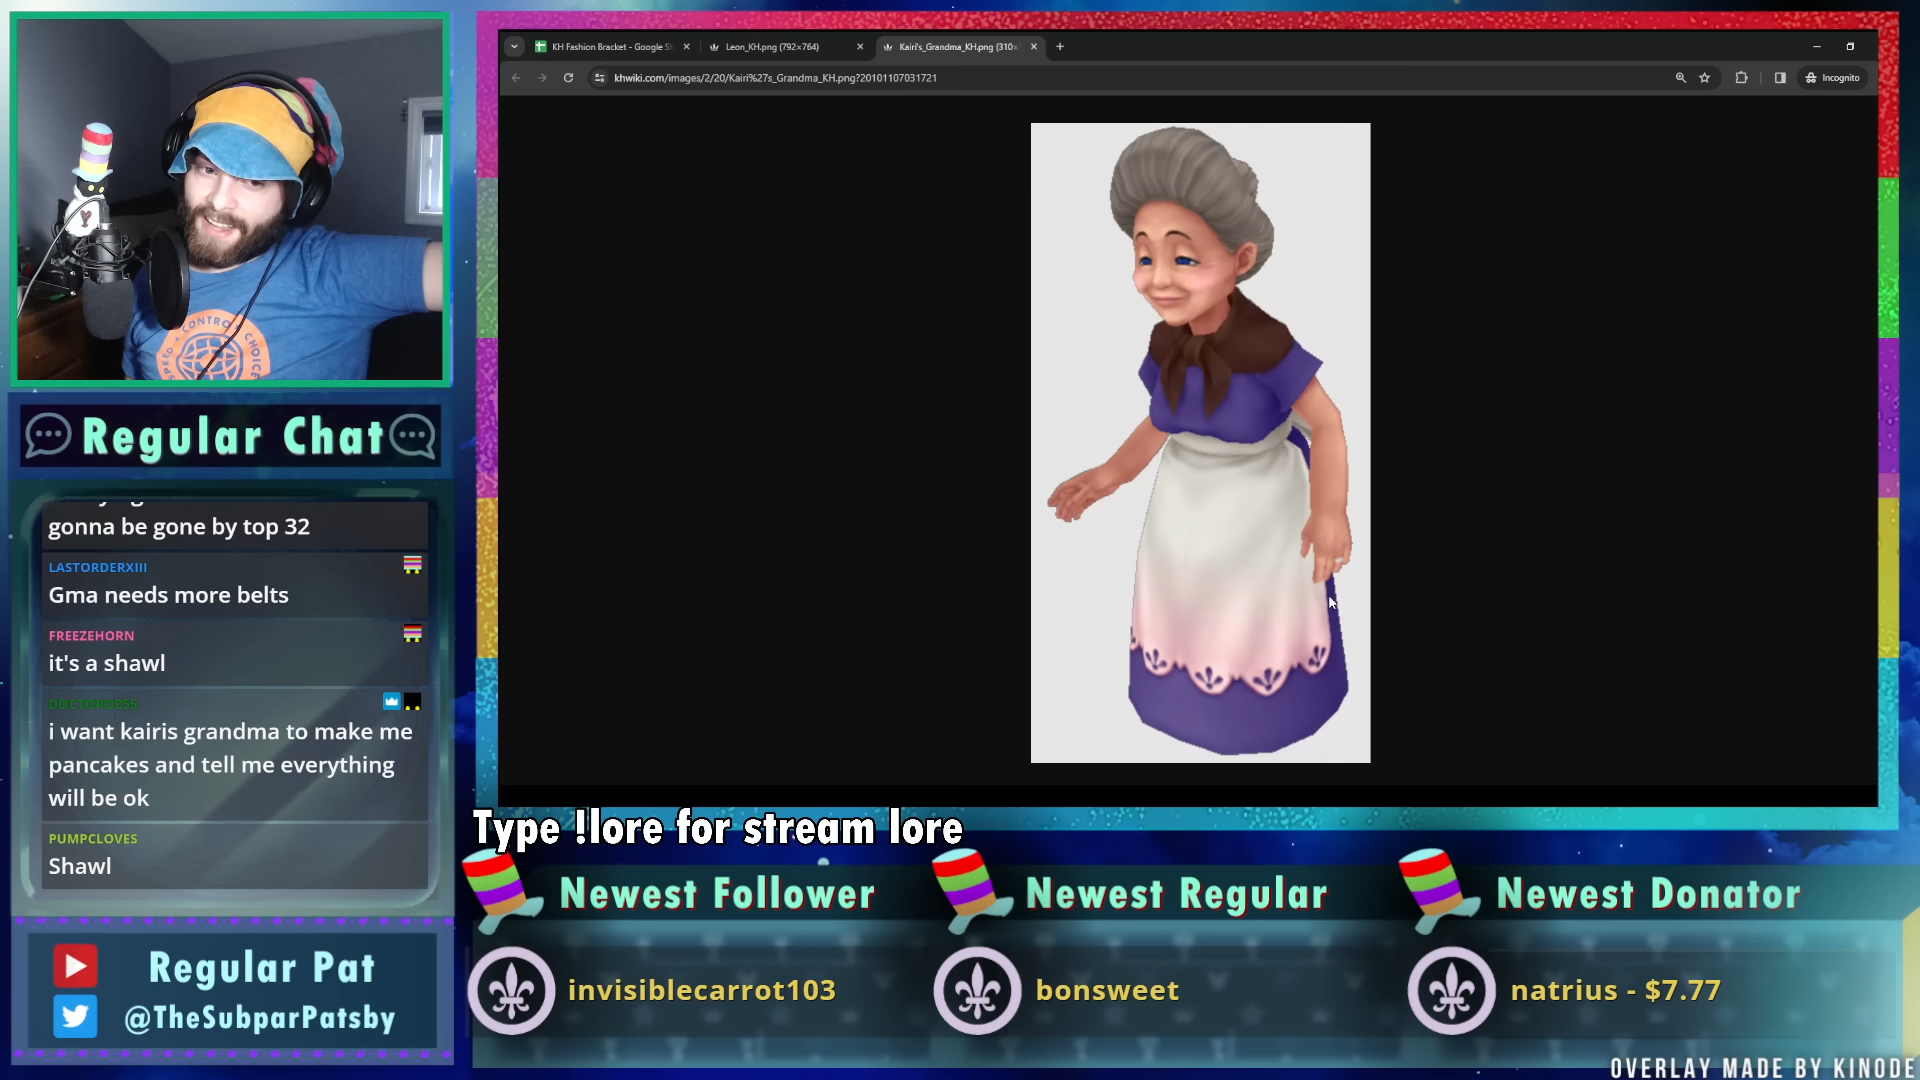 KH Fashion Bracket - Google S
Leon_KH.png (792×764)
Kairi's_Grandma_KH.png (310×
khwiki.com/images/2/20/Kairi%27s_Grandma_KH.png?20101107031721
Incognito
SPEED CONTROL CHOICE
Regular Chat
gonna be gone by top 32
LASTORDERXIII
Gma needs more belts
FREEZEHORN
it's a shawl
i want kairis grandma to make me
pancakes and tell me everything
will be ok
PUMPCLOVES
Shawl
Regular Pat
@TheSubparPatsby
Type !lore for stream lore
Newest Follower
invisiblecarrot103
Newest Regular
bonsweet
Newest Donator
natrius - $7.77
OVERLAY MADE BY KINODE